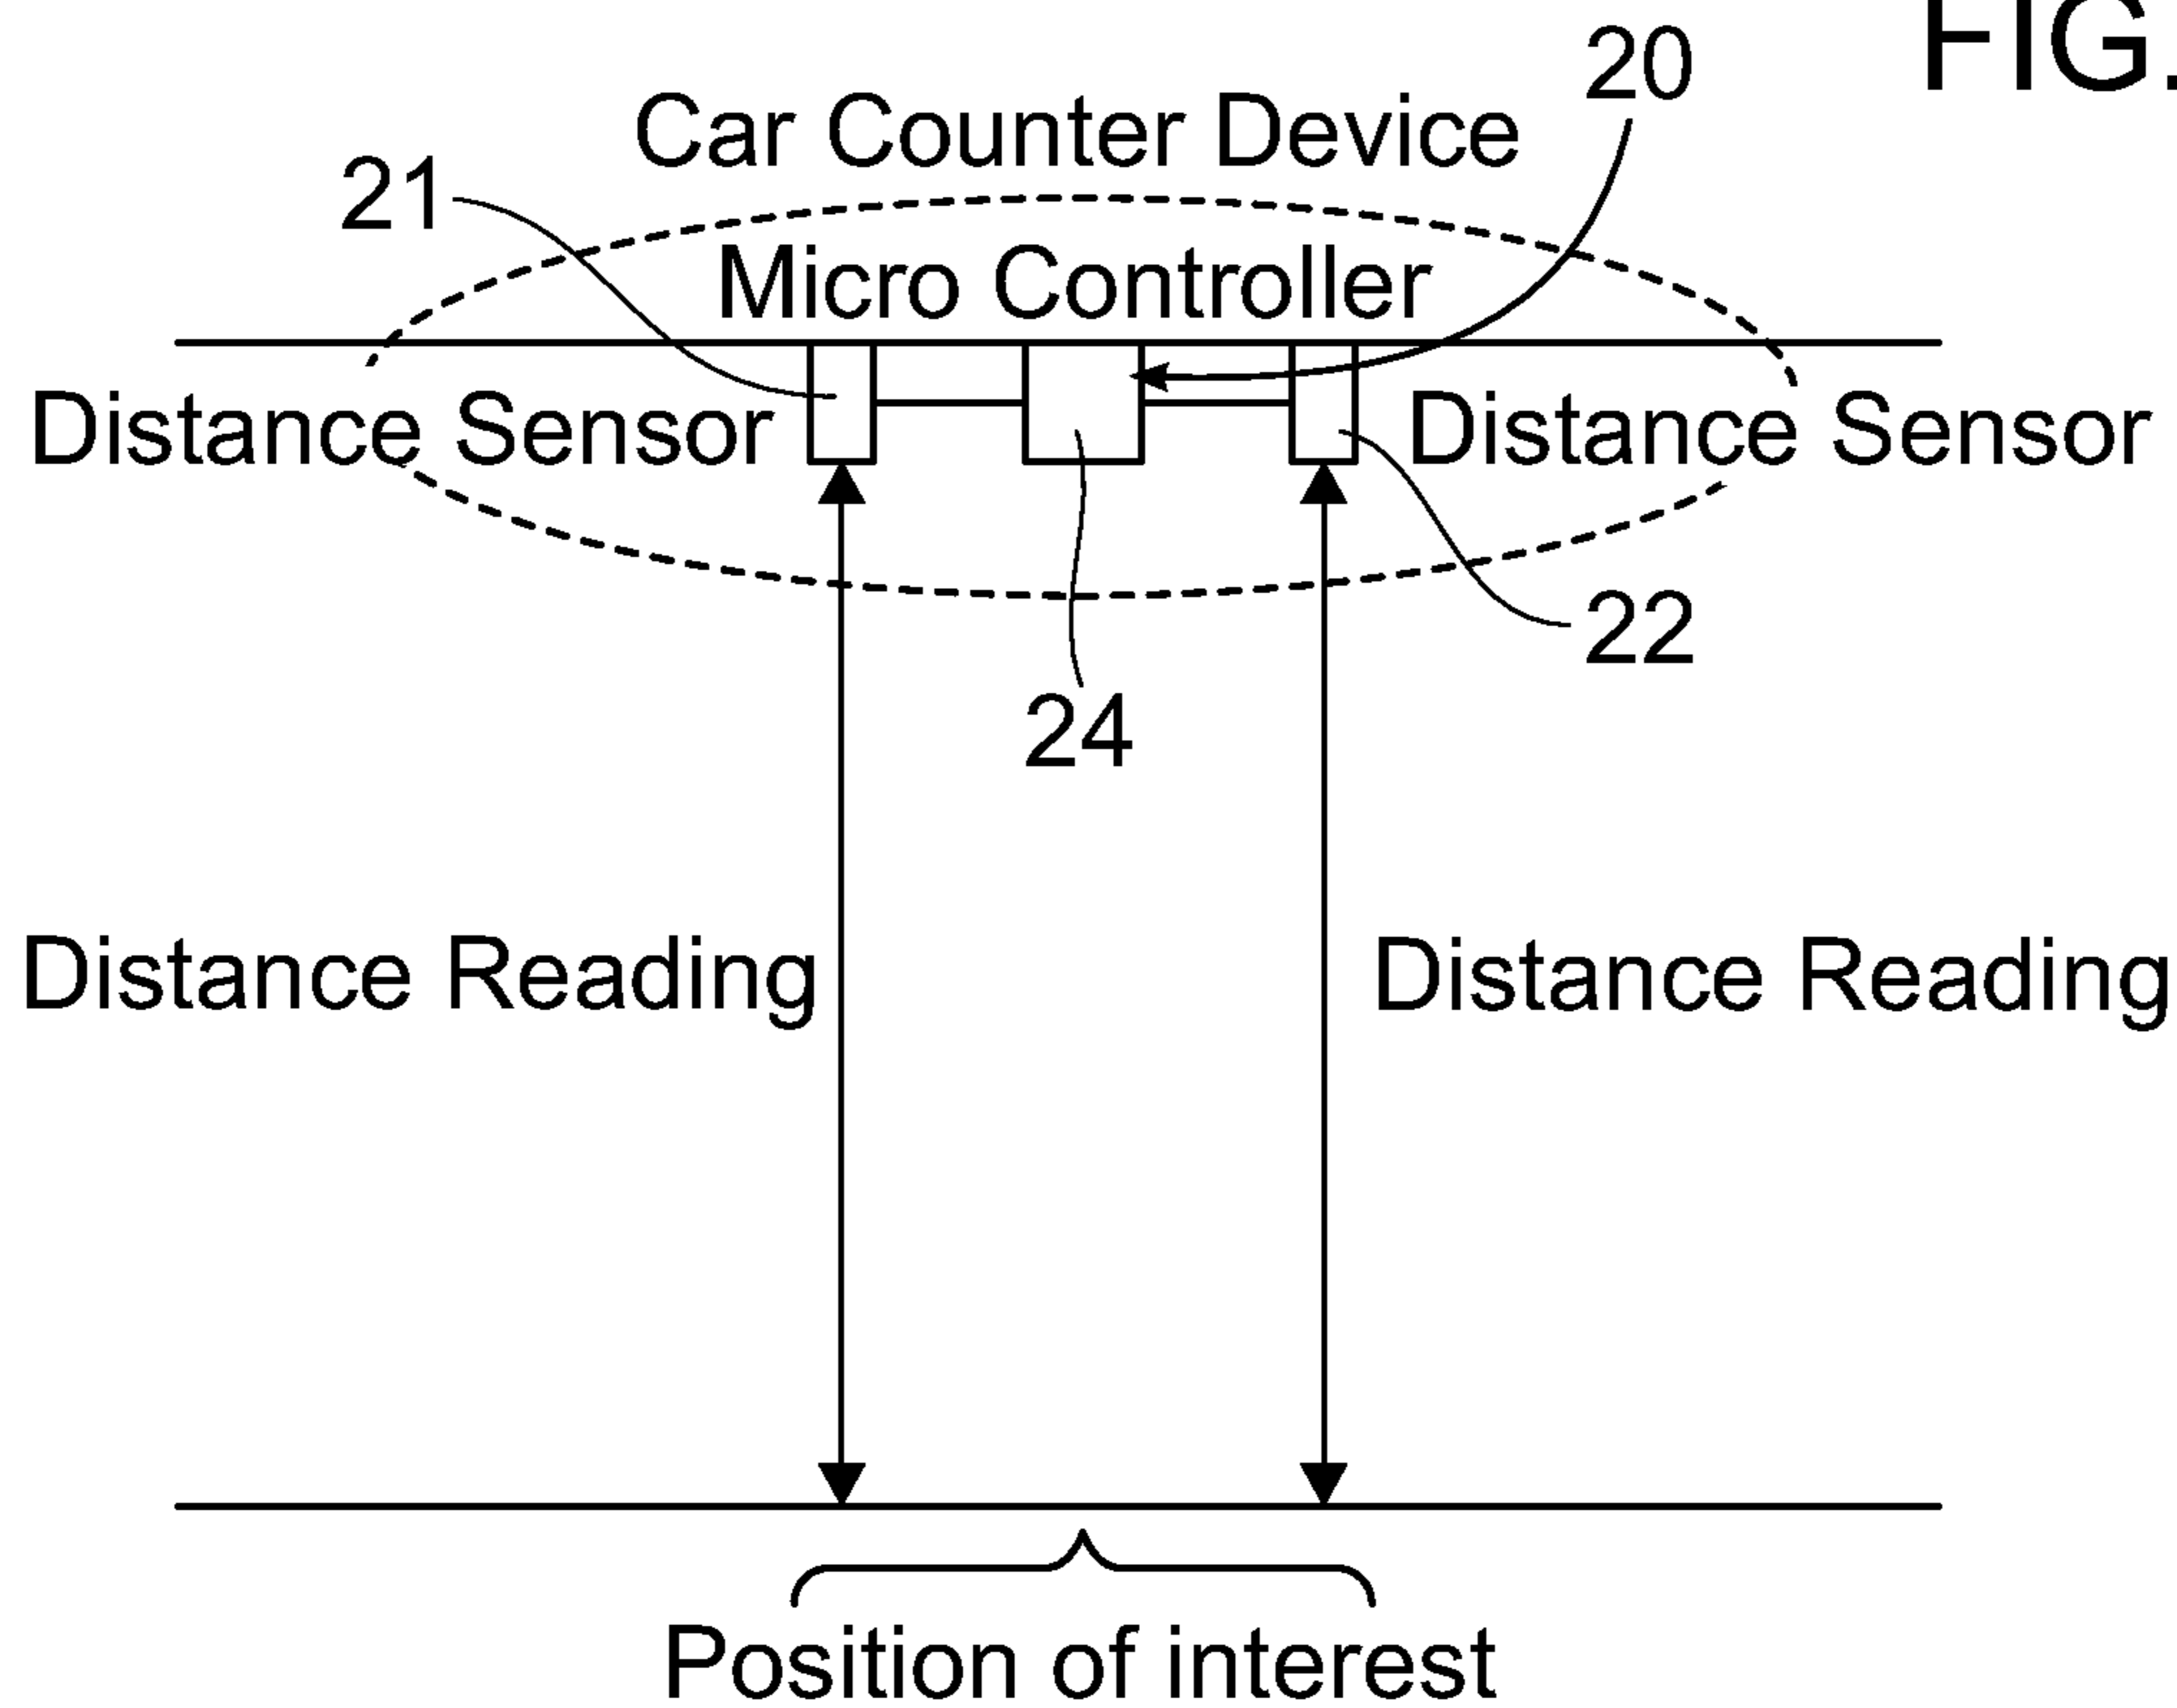 FIG.
20
Car Counter Device
21
Micro Controller
Distance Sensor
Distance Sensor
22
24
Distance Reading
Distance Reading
Position of interest